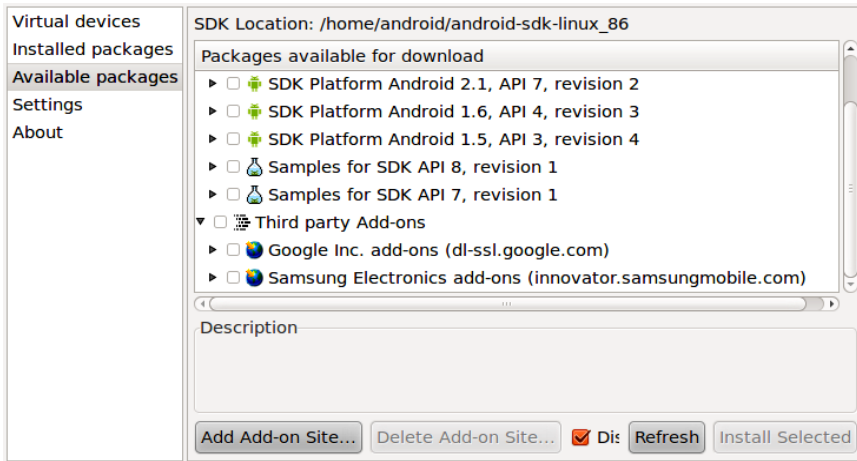 Virtual devices
Installed packages
Available packages
Settings
About
SDK Location: /home/android/android-sdk-linux_86
Packages available for download
SDK Platform Android 2.1, API 7, revision 2
SDK Platform Android 1.6, API 4, revision 3
SDK Platform Android 1.5, API 3, revision 4
Samples for SDK API 8, revision 1
Samples for SDK API 7, revision 1
Third party Add-ons
Google Inc. add-ons (dl-ssl.google.com)
Samsung Electronics add-ons (innovator.samsungmobile.com)
Description
Add Add-on Site... Delete Add-on Site... Dis Refresh Install Selected